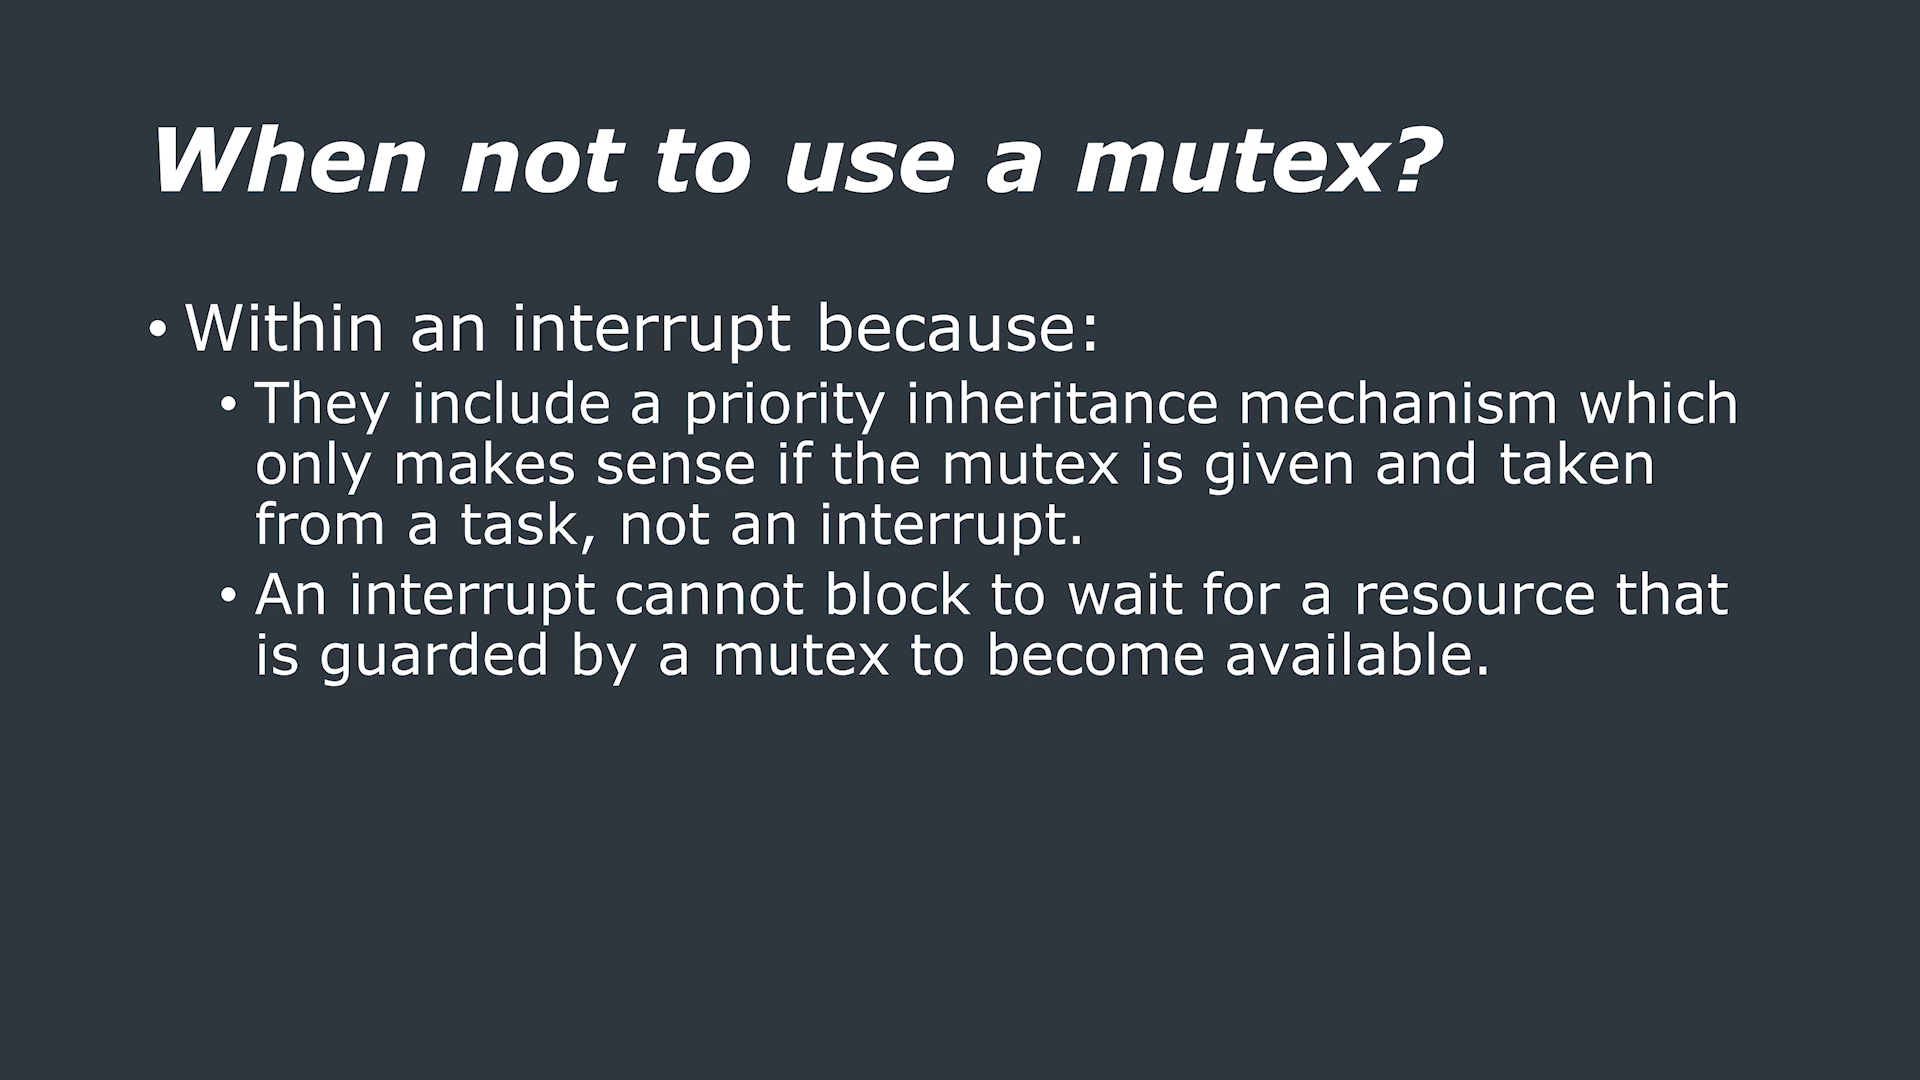 When not to use a mutex?
• Within an interrupt because:
• They include a priority inheritance mechanism which
only makes sense if the mutex is given and taken
from a task, not an interrupt.
• An interrupt cannot block to wait for a resource that
is guarded by a mutex to become available.